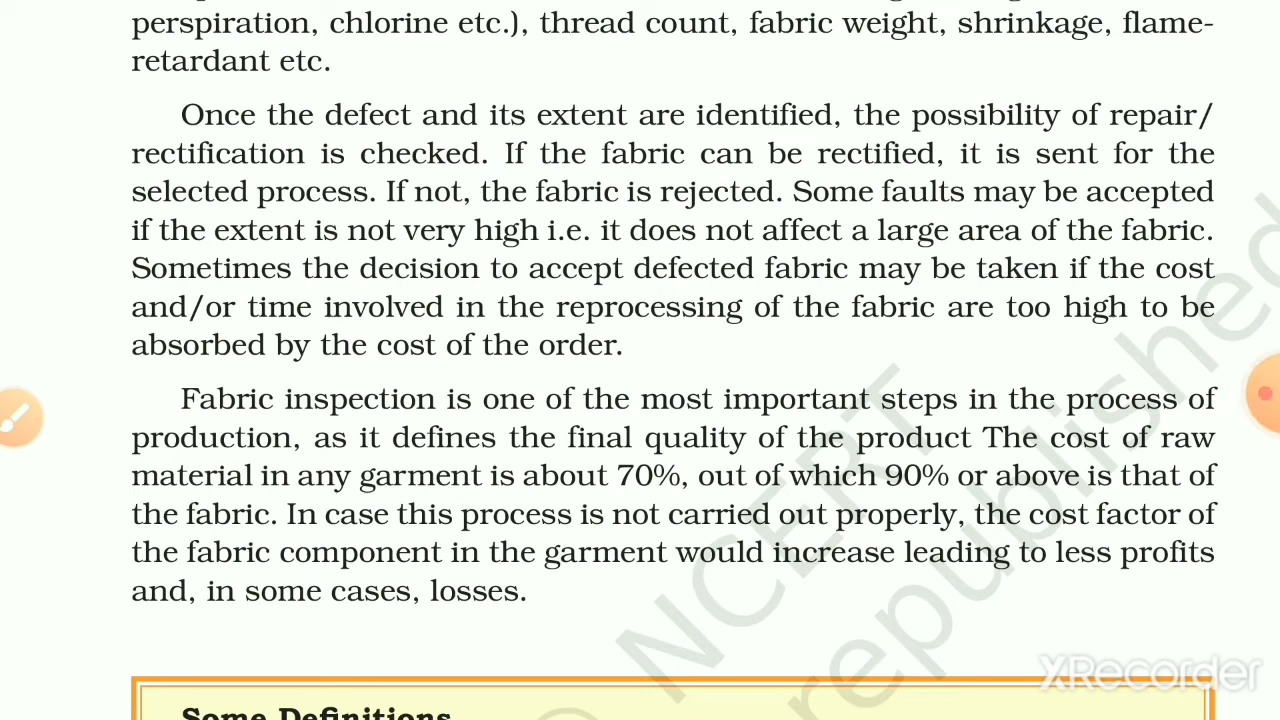 perspiration, chlorine etc.), thread count, fabric weight, shrinkage, flame-
retardant etc.
Once the defect and its extent are identified, the possibility of repair/
rectification is checked. If the fabric can be rectified, it is sent for the
selected process. If not, the fabric is rejected. Some faults may be accepted
if the extent is not very high i.e. it does not affect a large area of the fabric.
Sometimes the decision to accept defected fabric may be taken if the cost
and/or time involved in the reprocessing of the fabric are too high to be
absorbed by the cost of the order.
Fabric inspection is one of the most important steps in the process of
production, as it defines the final quality of the product The cost of raw
material in any garment is about 70%, out of which 90% or above is that of
the fabric. In case this process is not carried out properly, the cost factor of
the fabric component in the garment would increase leading to less profits
and, in some cases, losses.
© NCERT
republished
XRecorder
Some Definitions